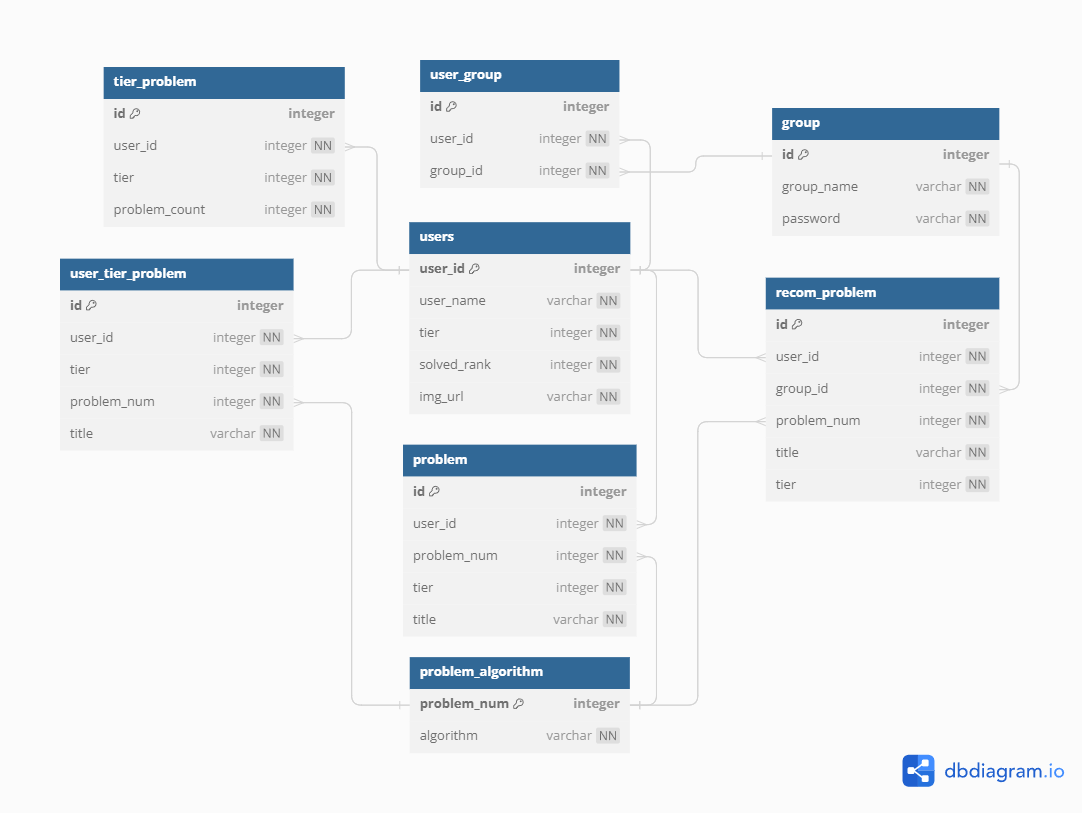 tier_problem
id integer
user_id integer NN
tier integer NN
problem_count integer NN
user_group
id integer
user_id integer NN
group_id integer NN
group
id integer
group_name varchar NN
password varchar NN
users
user_id integer
user_name varchar NN
tier integer NN
solved_rank integer NN
img_url varchar NN
user_tier_problem
id integer
user_id integer NN
tier integer NN
problem_num integer NN
title varchar NN
recom_problem
id integer
user_id integer NN
group_id integer NN
problem_num integer NN
title varchar NN
tier integer NN
problem
id integer
user_id integer NN
problem_num integer NN
tier integer NN
title varchar NN
problem_algorithm
problem_num integer
algorithm varchar NN
dbdiagram.io